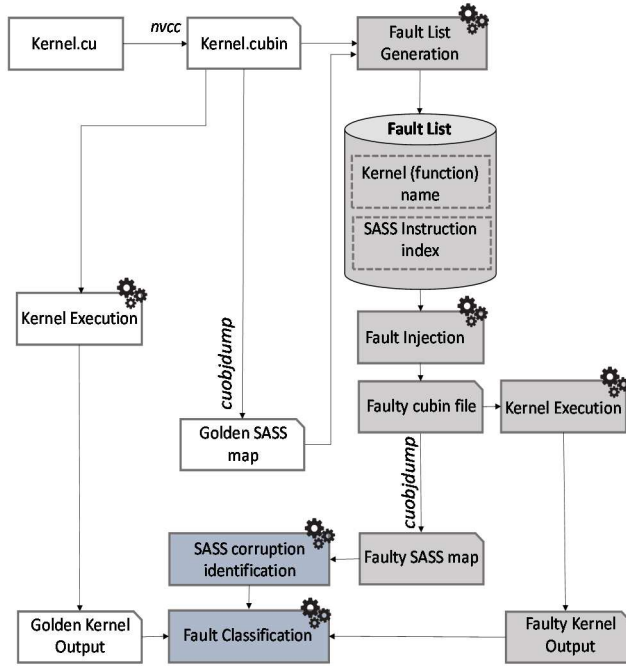 nvcc
Kernel.cu
Kernel.cubin
Fault List
Generation
Fault List
Kernel (function)
name
SASS Instruction
index
Kernel Execution
Fault Injection
cuobjdump
Faulty cubin file
Kernel Execution
Golden SASS
map
cuobjdump
SASS corruption
identification
Faulty SASS map
Golden Kernel
Output
Fault Classification
Faulty Kernel
Output